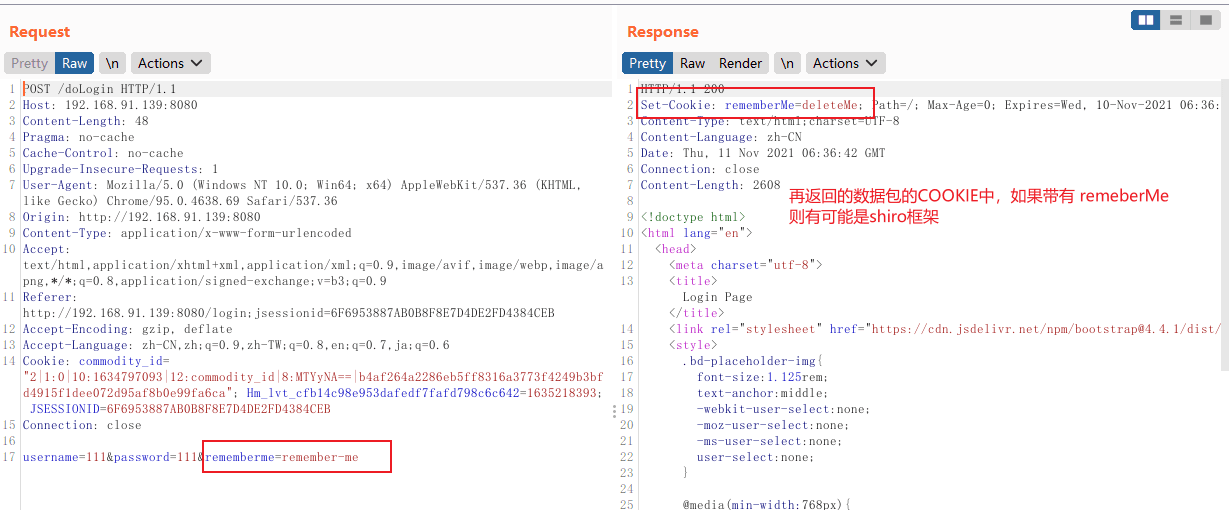 Request
Pretty Raw \n Actions
1 POST /doLogin HTTP/1.1
2 Host: 192.168.91.139:8080
3 Content-Length: 48
4 Pragma: no-cache
5 Cache-Control: no-cache
6 Upgrade-Insecure-Requests: 1
7 User-Agent: Mozilla/5.0 (Windows NT 10.0; Win64; x64) AppleWebKit/537.36 (KHTML,
like Gecko) Chrome/95.0.4638.69 Safari/537.36
8 Origin: http://192.168.91.139:8080
9 Content-Type: application/x-www-form-urlencoded
10 Accept:
text/html,application/xhtml+xml,application/xml;q=0.9,image/avif,image/webp,image/a
png,*/*;q=0.8,application/signed-exchange;v=b3;q=0.9
11 Referer:
http://192.168.91.139:8080/login;jsessionid=6F6953887AB0B8F8E7D4DE2FD4384CEB
12 Accept-Encoding: gzip, deflate
13 Accept-Language: zh-CN,zh;q=0.9,zh-TW;q=0.8,en;q=0.7,ja;q=0.6
14 Cookie: commodity_id=
"2|1:0|10:1634797093|12:commodity_id|8:MTYyNA==|b4af264a2286eb5ff8316a3773f4249b3bf
d4915f1dee072d95af8b0e99fa6ca"; Hm_lvt_cfb14c98e953dafedf7fafd798c6c642=1635218393;
JSESSIONID=6F6953887AB0B8F8E7D4DE2FD4384CEB
15 Connection: close
16
17 username=111&password=111&rememberme=remember-me
Response
Pretty Raw Render \n Actions
1 HTTP/1.1 200
2 Set-Cookie: rememberMe=deleteMe; Path=/; Max-Age=0; Expires=Wed, 10-Nov-2021 06:36:
3 Content-Type: text/html;charset=UTF-8
4 Content-Language: zh-CN
5 Date: Thu, 11 Nov 2021 06:36:42 GMT
6 Connection: close
7 Content-Length: 2608
8
再返回的数据包的COOKIE中，如果带有 remeberMe
则有可能是shiro框架
9 <!doctype html>
10 <html lang="en">
11 <head>
12 <meta charset="utf-8">
13 <title>
Login Page
</title>
14 <link rel="stylesheet" href="https://cdn.jsdelivr.net/npm/bootstrap@4.4.1/dist/
15 <style>
16 .bd-placeholder-img{
17 font-size:1.125rem;
18 text-anchor:middle;
19 -webkit-user-select:none;
20 -moz-user-select:none;
21 -ms-user-select:none;
22 user-select:none;
23 }
24
25 @media(min-width:768px){